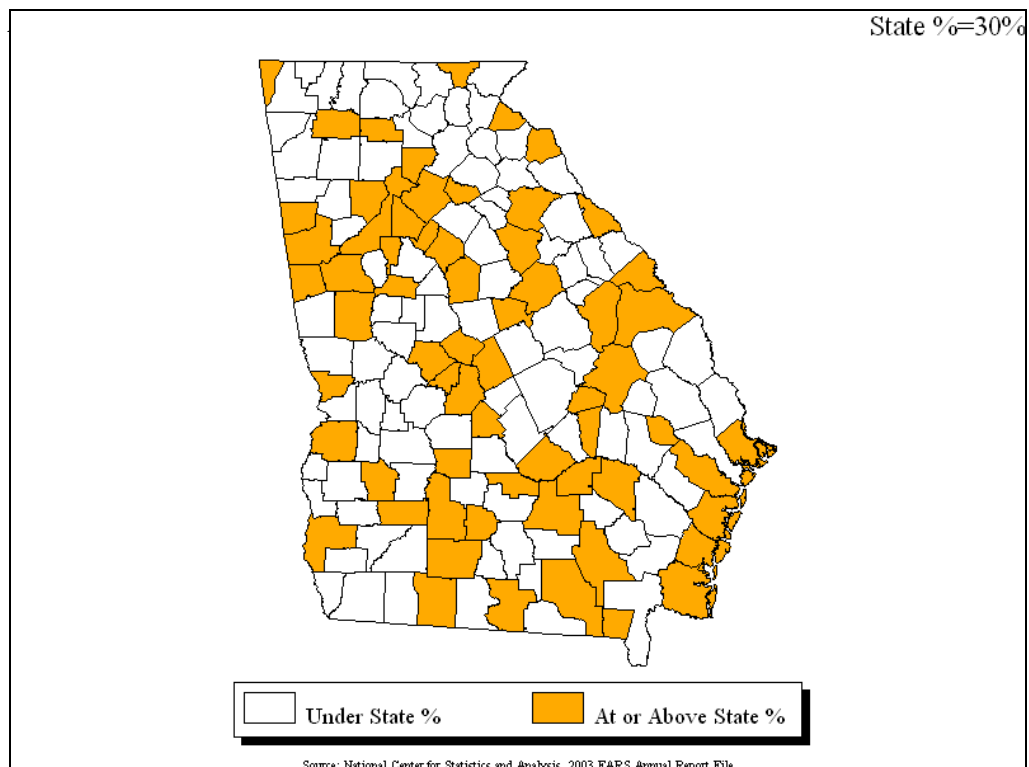 State %=30%
Under State %
At or Above State %
Source: National Center for Statistics and Analysis, 2003 FARS Annual Report File